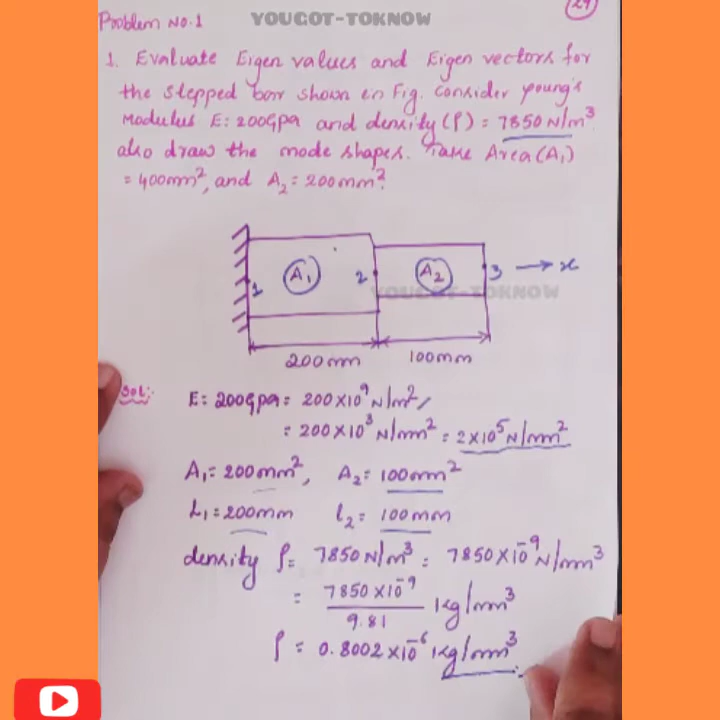 29
Problem No.1
YOUGOT-TOKNOW
1. Evaluate Eigen values and Eigen vectors for
the stepped bar shown in Fig. Consider young's
Modulus E: 200Gpa and density (ρ) = 7850 N/m³.
also draw the mode shapes. Take Area (A₁)
= 400mm², and A₂ = 200mm².
1 A₁ 2 A₂ 3 → x
YOUGOT-TOKNOW
200mm 100mm
Sol: E: 200Gpa = 200×10⁹ N/m²,
= 200×10³ N/mm² = 2×10⁵ N/mm²
A₁ = 200mm², A₂ = 100mm²
L₁ = 200mm l₂ = 100mm
density ρ = 7850 N/m³ = 7850×10⁻⁹ N/mm³
= 7850×10⁻⁹ / 9.81 kg/mm³
ρ = 0.8002×10⁻⁶ kg/mm³